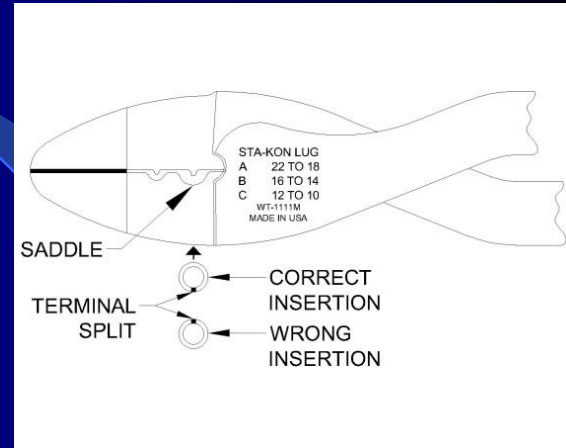 STA-KON LUG
A 22 TO 18
B 16 TO 14
C 12 TO 10
WT-1111M
MADE IN USA
SADDLE
CORRECT
INSERTION
TERMINAL
SPLIT
WRONG
INSERTION